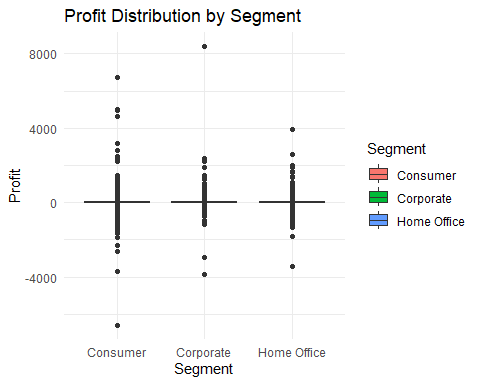 Profit Distribution by Segment
8000
4000
0
-4000
Profit
Consumer
Corporate
Home Office
Segment
Segment
Consumer
Corporate
Home Office